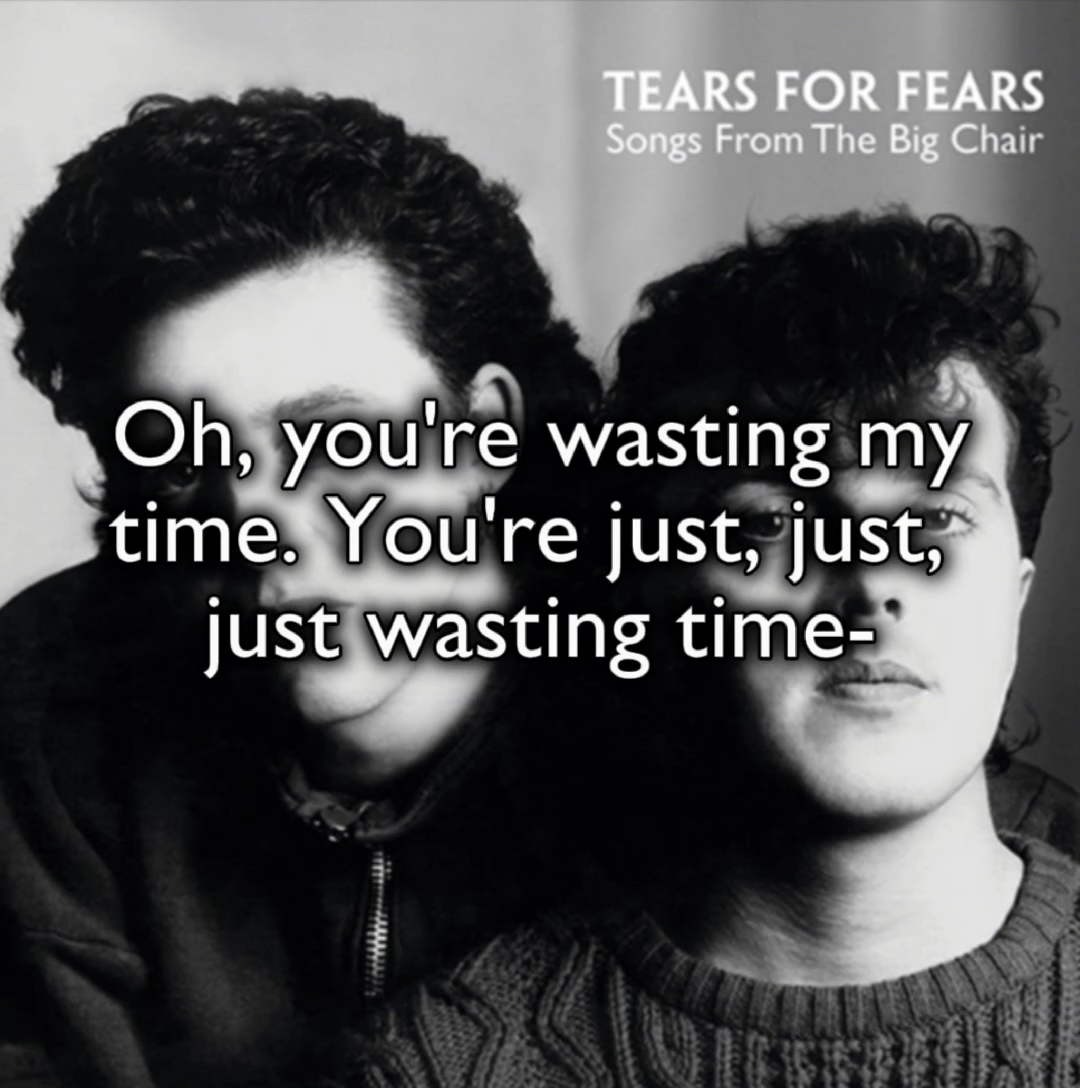 TEARS FOR FEARS
Songs From The Big Chair
Oh, you're wasting my
time. You're just, just,
just wasting time-